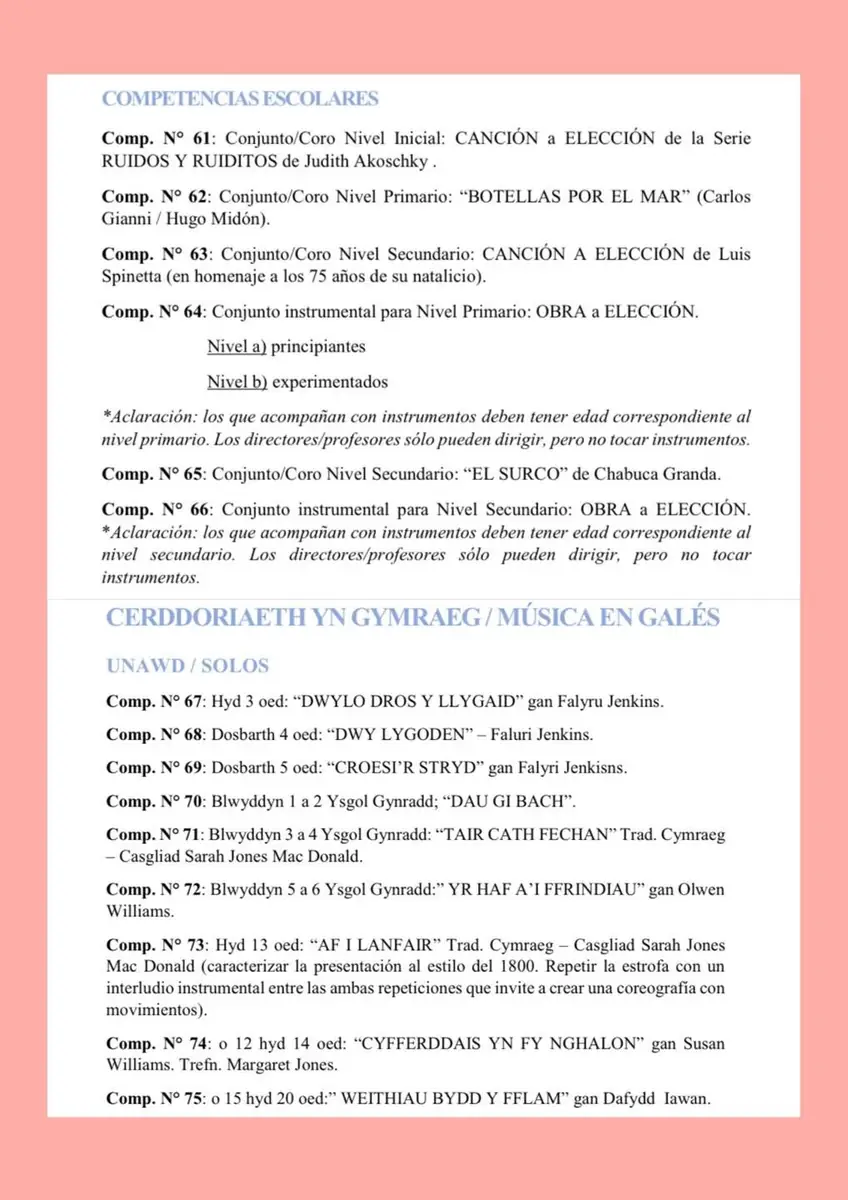 COMPETENCIAS ESCOLARES
Comp. N° 61: Conjunto/Coro Nivel Inicial: CANCIÓN a ELECCIÓN de la Serie
RUIDOS Y RUIDITOS de Judith Akoschky .
Comp. N° 62: Conjunto/Coro Nivel Primario: “BOTELLAS POR EL MAR” (Carlos
Gianni / Hugo Midón).
Comp. N° 63: Conjunto/Coro Nivel Secundario: CANCIÓN A ELECCIÓN de Luis
Spinetta (en homenaje a los 75 años de su natalicio).
Comp. N° 64: Conjunto instrumental para Nivel Primario: OBRA a ELECCIÓN.
Nivel a) principiantes
Nivel b) experimentados
*Aclaración: los que acompañan con instrumentos deben tener edad correspondiente al
nivel primario. Los directores/profesores sólo pueden dirigir, pero no tocar instrumentos.
Comp. N° 65: Conjunto/Coro Nivel Secundario: “EL SURCO” de Chabuca Granda.
Comp. N° 66: Conjunto instrumental para Nivel Secundario: OBRA a ELECCIÓN.
*Aclaración: los que acompañan con instrumentos deben tener edad correspondiente al
nivel secundario. Los directores/profesores sólo pueden dirigir, pero no tocar
instrumentos.
CERDDORIAETH YN GYMRAEG / MÚSICA EN GALÉS
UNAWD / SOLOS
Comp. N° 67: Hyd 3 oed: “DWYLO DROS Y LLYGAID” gan Falyru Jenkins.
Comp. N° 68: Dosbarth 4 oed: “DWY LYGODEN” – Faluri Jenkins.
Comp. N° 69: Dosbarth 5 oed: “CROESI’R STRYD” gan Falyri Jenkisns.
Comp. N° 70: Blwyddyn 1 a 2 Ysgol Gynradd; “DAU GI BACH”.
Comp. N° 71: Blwyddyn 3 a 4 Ysgol Gynradd: “TAIR CATH FECHAN” Trad. Cymraeg
– Casgliad Sarah Jones Mac Donald.
Comp. N° 72: Blwyddyn 5 a 6 Ysgol Gynradd:” YR HAF A’I FFRINDIAU” gan Olwen
Williams.
Comp. N° 73: Hyd 13 oed: “AF I LANFAIR” Trad. Cymraeg – Casgliad Sarah Jones
Mac Donald (caracterizar la presentación al estilo del 1800. Repetir la estrofa con un
interludio instrumental entre las ambas repeticiones que invite a crear una coreografía con
movimientos).
Comp. N° 74: o 12 hyd 14 oed: “CYFFERDDAIS YN FY NGHALON” gan Susan
Williams. Trefn. Margaret Jones.
Comp. N° 75: o 15 hyd 20 oed:” WEITHIAU BYDD Y FFLAM” gan Dafydd Iawan.